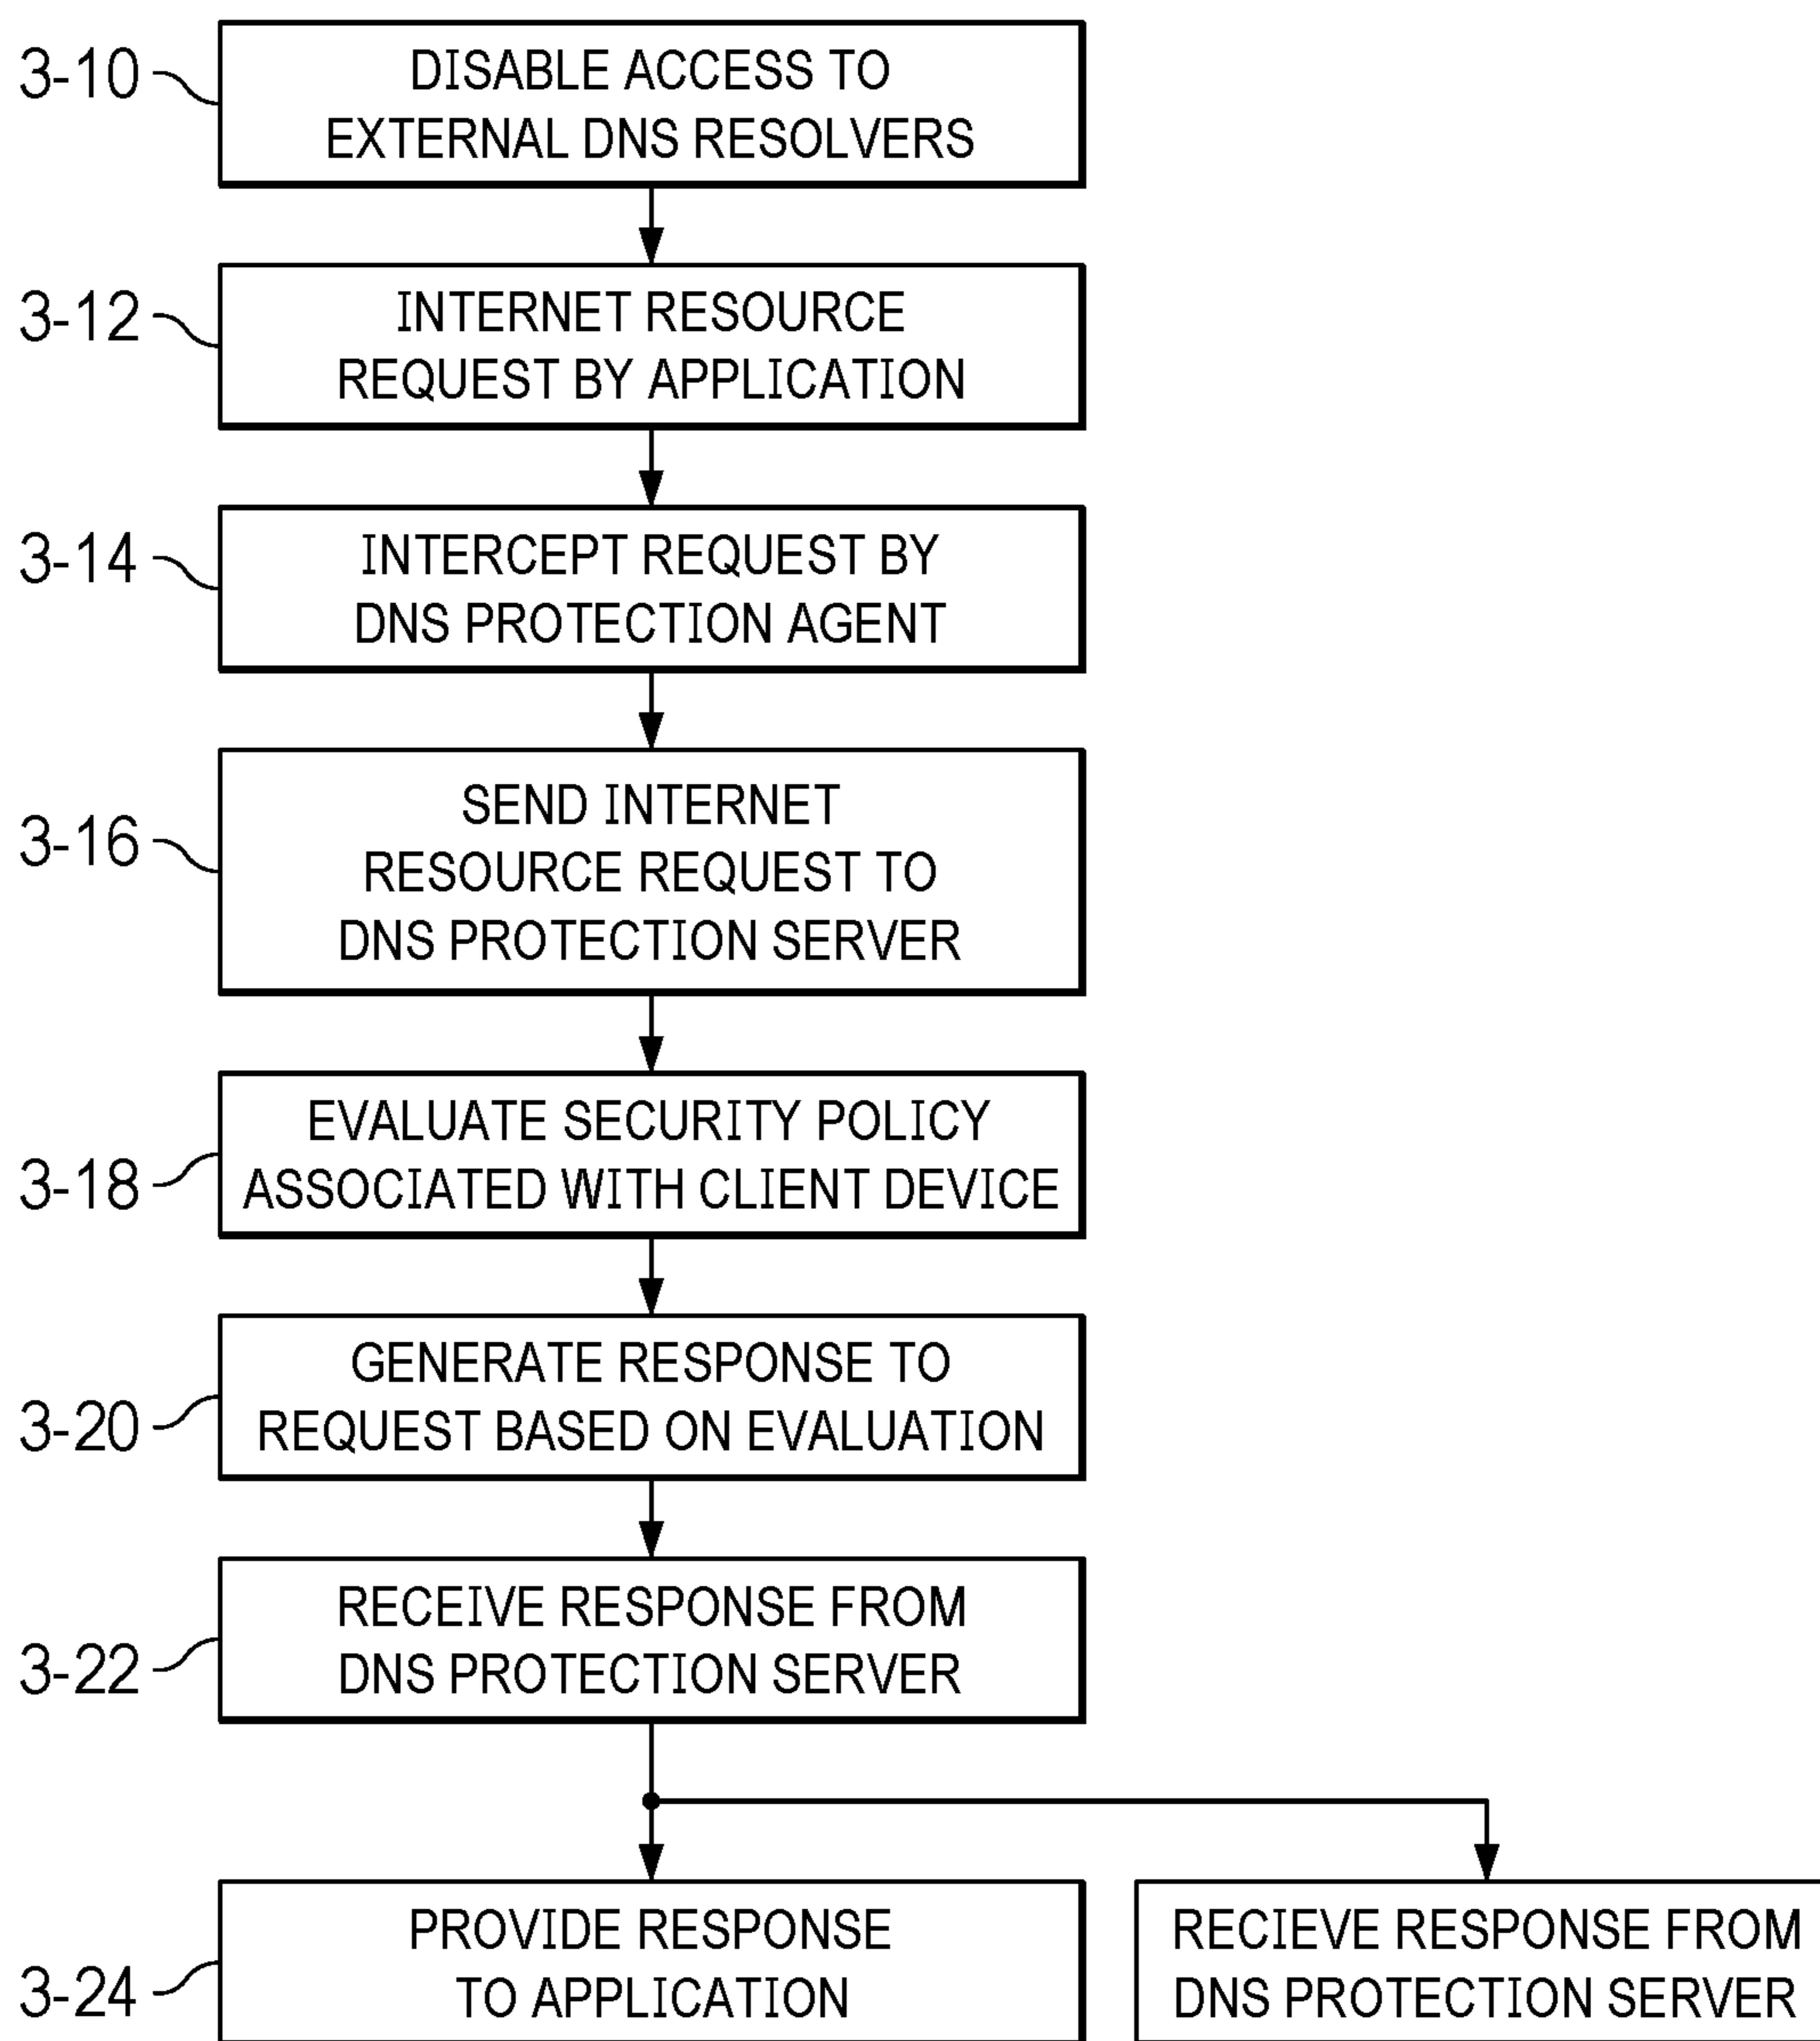 3-10
DISABLE ACCESS TO
EXTERNAL DNS RESOLVERS
3-12
INTERNET RESOURCE
REQUEST BY APPLICATION
3-14
INTERCEPT REQUEST BY
DNS PROTECTION AGENT
3-16
SEND INTERNET
RESOURCE REQUEST TO
DNS PROTECTION SERVER
3-18
EVALUATE SECURITY POLICY
ASSOCIATED WITH CLIENT DEVICE
3-20
GENERATE RESPONSE TO
REQUEST BASED ON EVALUATION
3-22
RECEIVE RESPONSE FROM
DNS PROTECTION SERVER
3-24
PROVIDE RESPONSE
TO APPLICATION
RECIEVE RESPONSE FROM
DNS PROTECTION SERVER